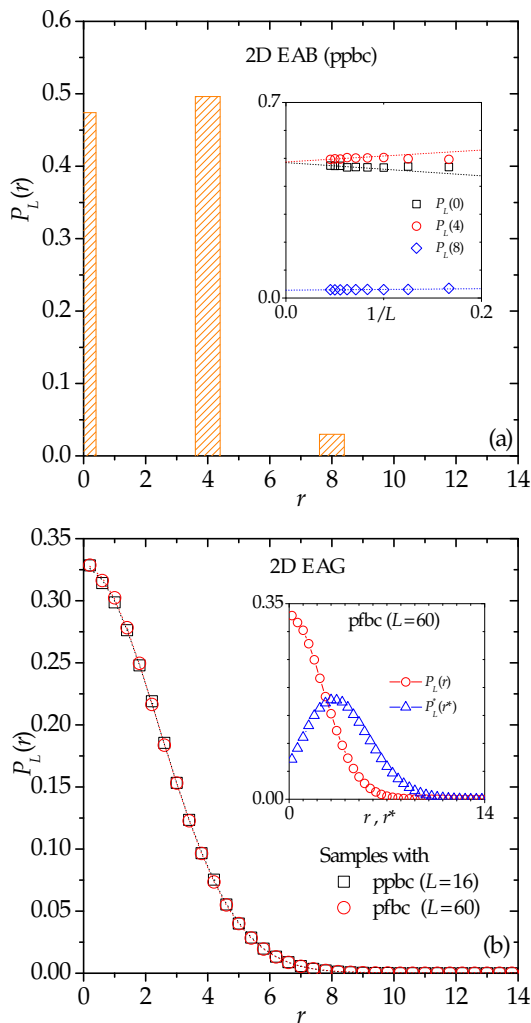 2D EAB (ppbc)
P_L(r)
0.6
0.5
0.4
0.3
0.2
0.1
0.0
0 2 4 6 8 10 12 14
r
(a)
0.7
0.0
0.0 0.2
1/L
P_L(0)
P_L(4)
P_L(8)
2D EAG
P_L(r)
0.35
0.30
0.25
0.20
0.15
0.10
0.05
0.00
0 2 4 6 8 10 12 14
r
(b)
0.35
0.00
0 14
r , r*
pfbc (L=60)
P_L(r)
P*_L(r*)
Samples with
ppbc (L=16)
pfbc (L=60)